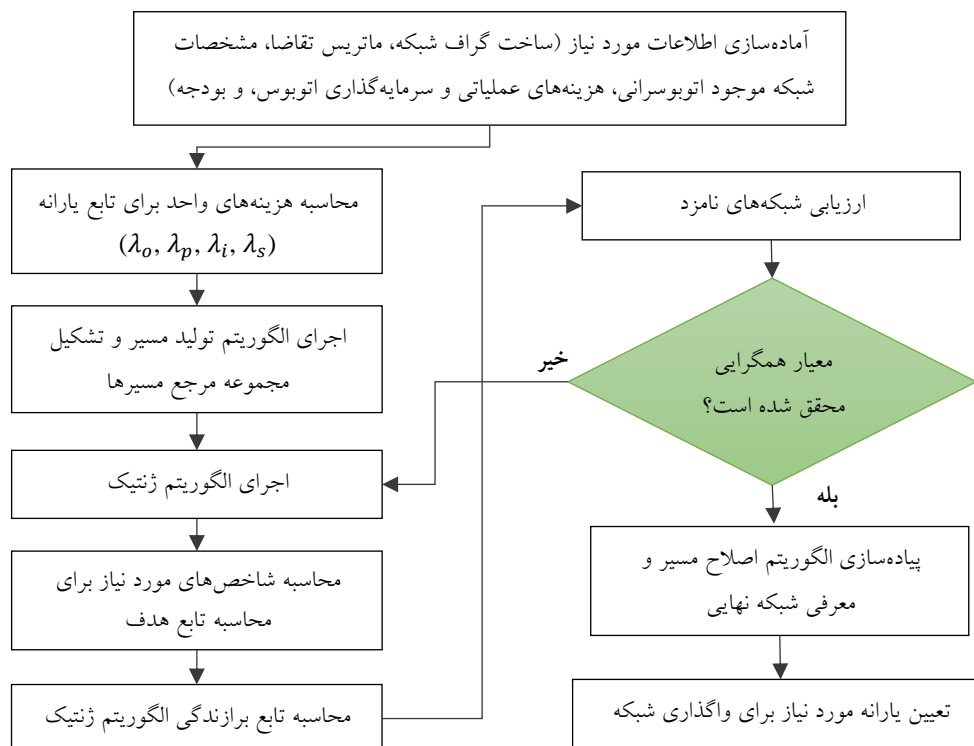 آماده‌سازی اطلاعات مورد نیاز (ساخت گراف شبکه، ماتریس تقاضا، مشخصات
شبکه موجود اتوبوسرانی، هزینه‌های عملیاتی و سرمایه‌گذاری اتوبوس، و بودجه)
محاسبه هزینه‌های واحد برای تابع یارانه
(λₒ, λₚ, λᵢ, λₛ)
اجرای الگوریتم تولید مسیر و تشکیل
مجموعه مرجع مسیرها
اجرای الگوریتم ژنتیک
محاسبه شاخص‌های مورد نیاز برای
محاسبه تابع هدف
محاسبه تابع برازندگی الگوریتم ژنتیک
ارزیابی شبکه‌های نامزد
معیار همگرایی
محقق شده است؟
خیر
بله
پیاده‌سازی الگوریتم اصلاح مسیر و
معرفی شبکه نهایی
تعیین یارانه مورد نیاز برای واگذاری شبکه